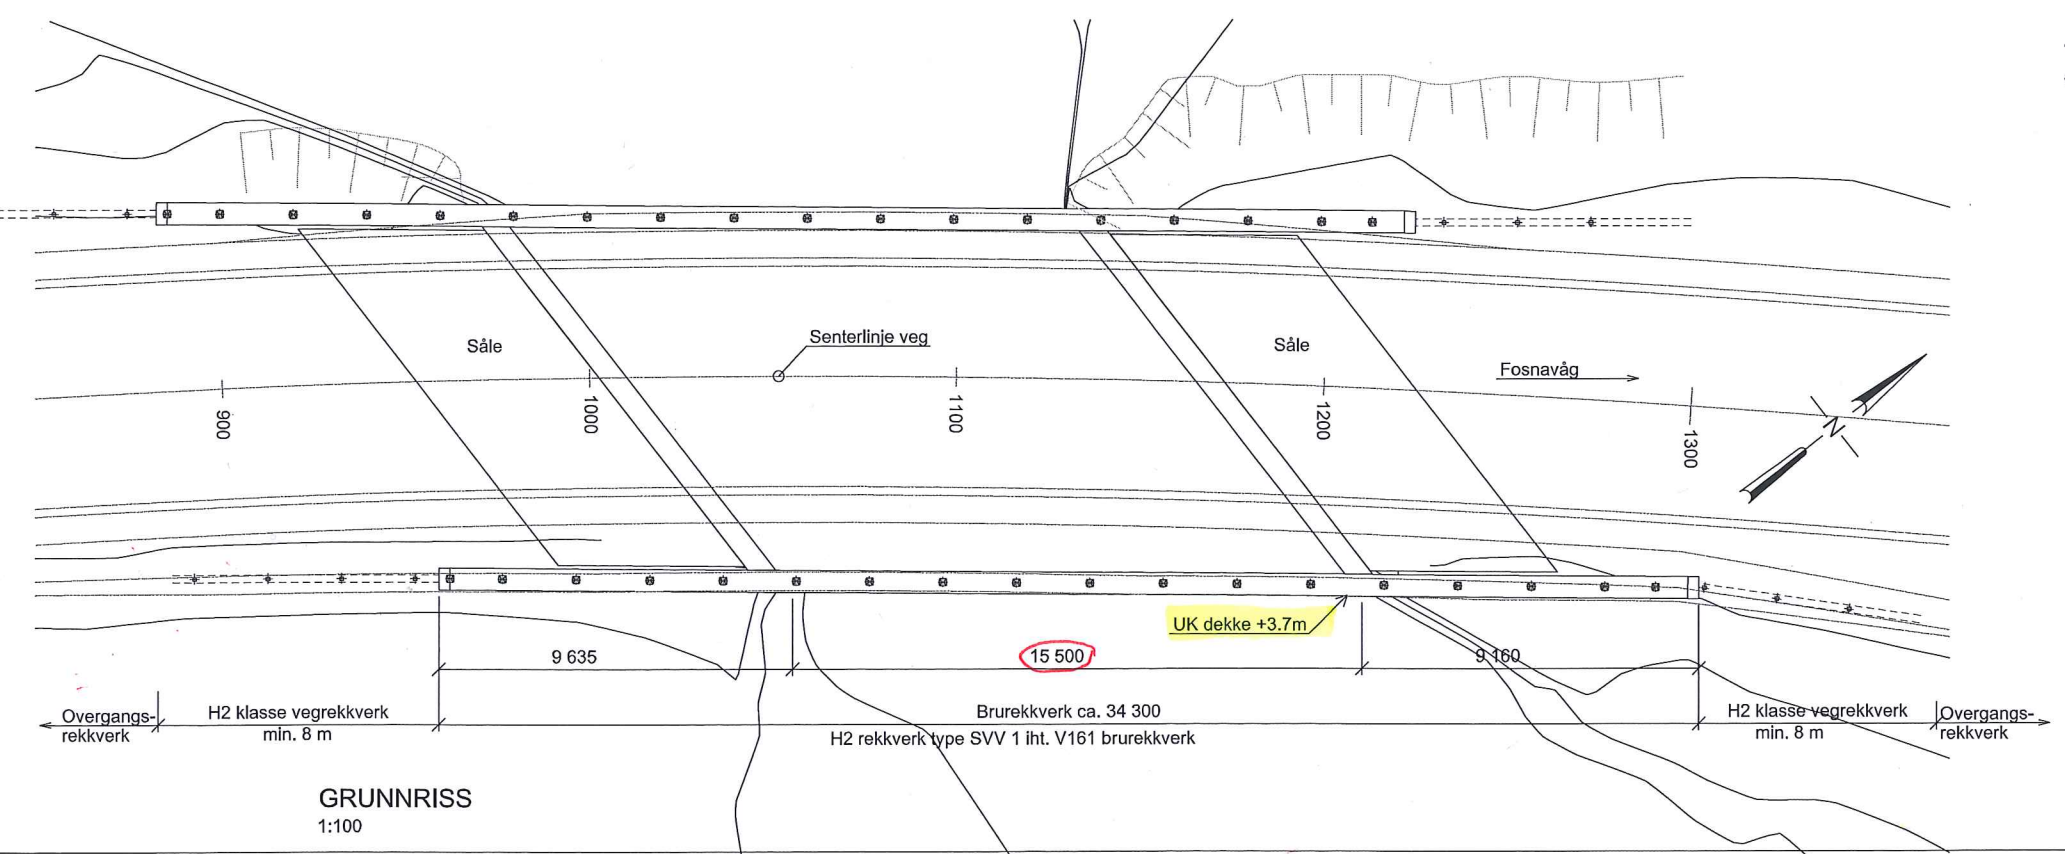 Senterlinje veg
Såle
Såle
Fosnavåg
900
1000
1100
1200
1300
N
UK dekke +3.7m
9 635
15 500
9 160
Overgangs-
rekkverk
H2 klasse vegrekkverk
min. 8 m
Brurekkverk ca. 34 300
H2 rekkverk type SVV 1 iht. V161 brurekkverk
H2 klasse vegrekkverk
min. 8 m
Overgangs-
rekkverk
GRUNNRISS
1:100